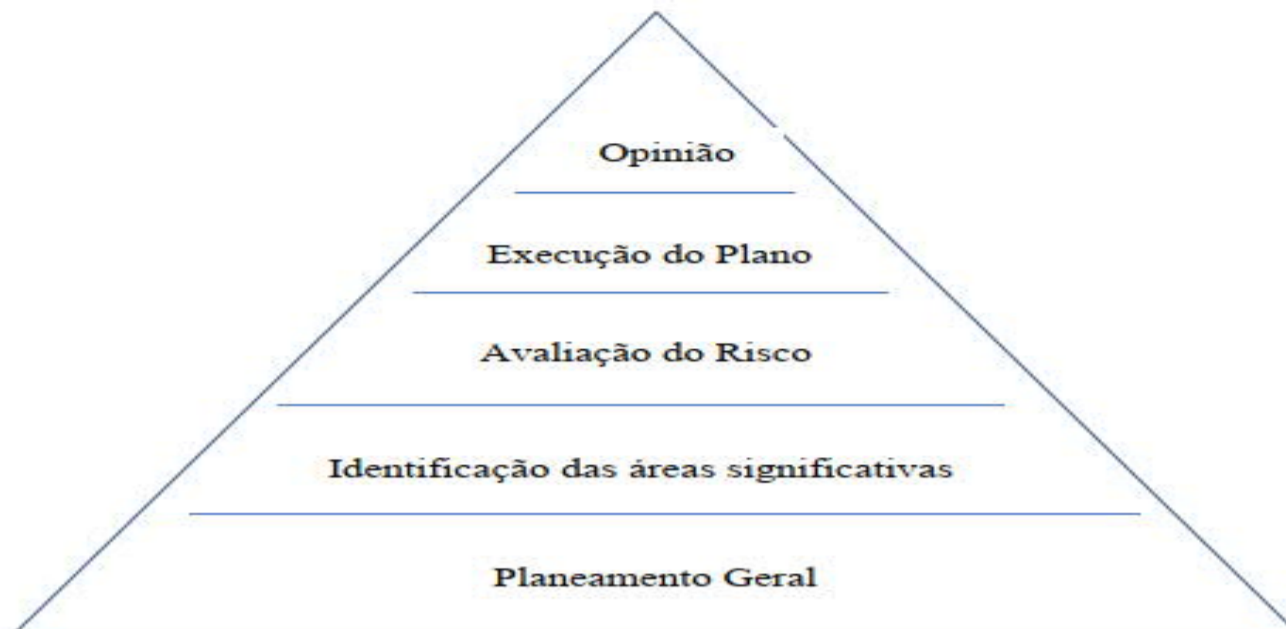 Opinião
Execução do Plano
Avaliação do Risco
Identificação das áreas significativas
Planeamento Geral